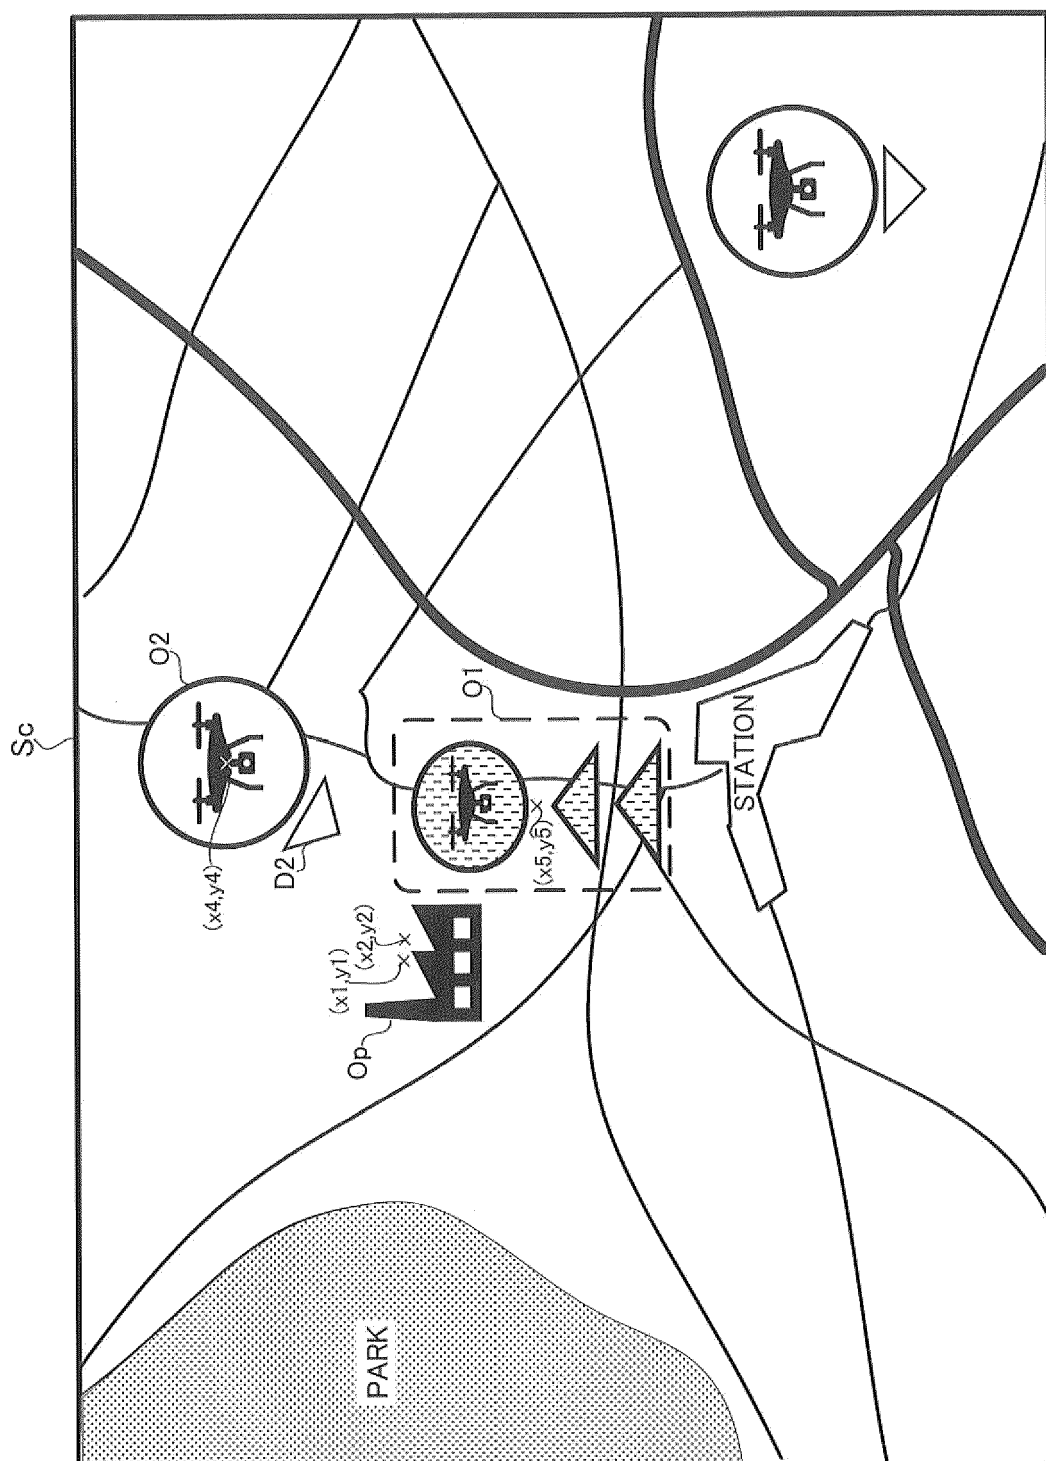 Sc
O2
(x4,y4)
D2
O1
(x5,y5)
(x1,y1)
(x2,y2)
Op
STATION
PARK